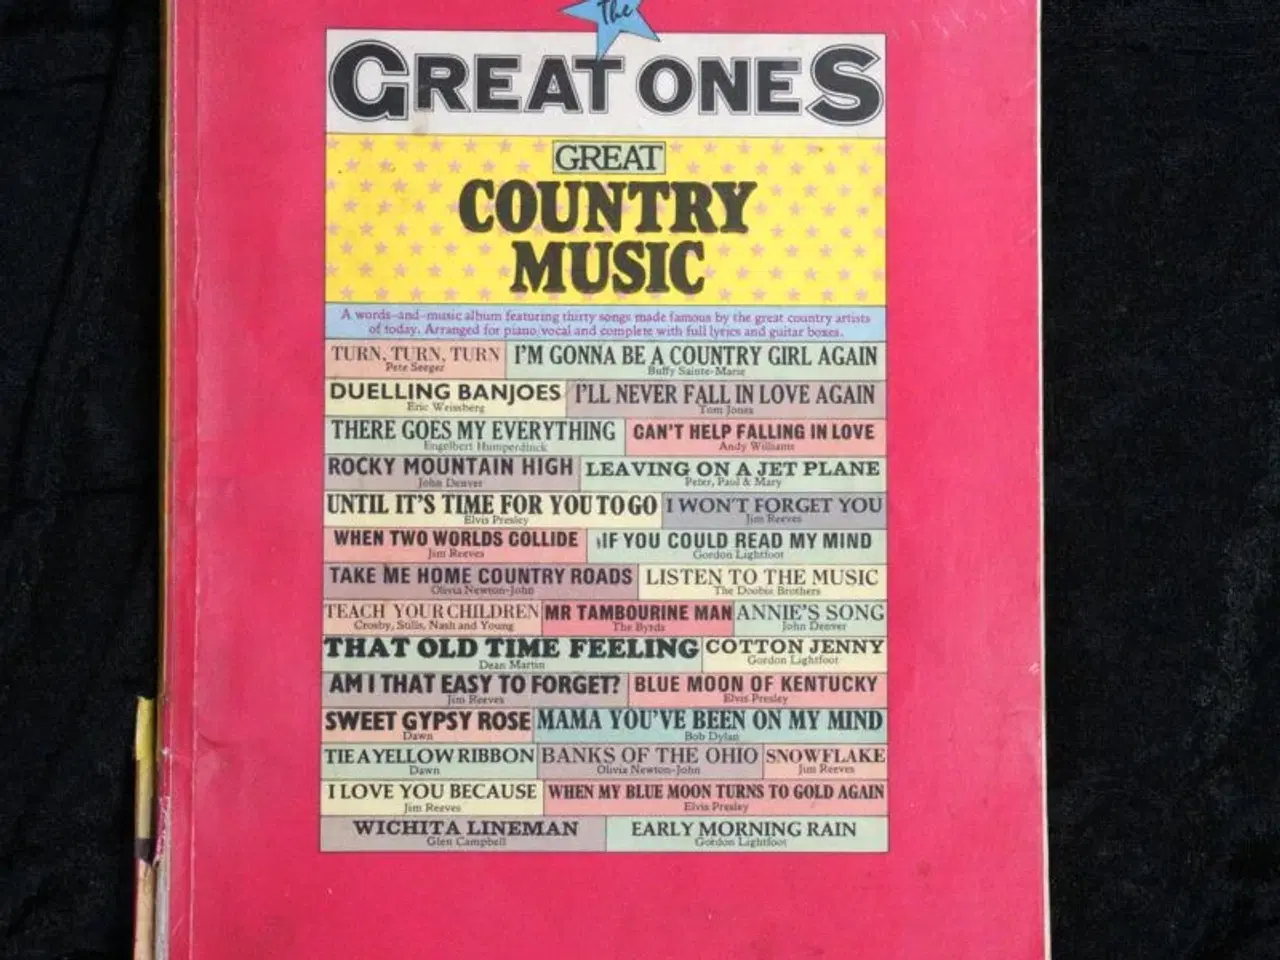 The
GREAT ONES
GREAT
COUNTRY
MUSIC
A words-and-music album featuring thirty songs made famous by the great country artists
of today. Arranged for piano/vocal and complete with full lyrics and guitar boxes.
TURN, TURN, TURN
Pete Seeger
I'M GONNA BE A COUNTRY GIRL AGAIN
Buffy Sainte-Marie
DUELLING BANJOES
Eric Weissberg
I'LL NEVER FALL IN LOVE AGAIN
Tom Jones
THERE GOES MY EVERYTHING
Engelbert Humperdinck
CAN'T HELP FALLING IN LOVE
Andy Williams
ROCKY MOUNTAIN HIGH
John Denver
LEAVING ON A JET PLANE
Peter, Paul & Mary
UNTIL IT'S TIME FOR YOU TO GO
Elvis Presley
I WON'T FORGET YOU
Jim Reeves
WHEN TWO WORLDS COLLIDE
Jim Reeves
IF YOU COULD READ MY MIND
Gordon Lightfoot
TAKE ME HOME COUNTRY ROADS
Olivia Newton-John
LISTEN TO THE MUSIC
The Doobie Brothers
TEACH YOUR CHILDREN
Crosby, Stills, Nash and Young
MR TAMBOURINE MAN
The Byrds
ANNIE'S SONG
John Denver
THAT OLD TIME FEELING
Dean Martin
COTTON JENNY
Gordon Lightfoot
AM I THAT EASY TO FORGET?
Jim Reeves
BLUE MOON OF KENTUCKY
Elvis Presley
SWEET GYPSY ROSE
Dawn
MAMA YOU'VE BEEN ON MY MIND
Bob Dylan
TIE A YELLOW RIBBON
Dawn
BANKS OF THE OHIO
Olivia Newton-John
SNOWFLAKE
Jim Reeves
I LOVE YOU BECAUSE
Jim Reeves
WHEN MY BLUE MOON TURNS TO GOLD AGAIN
Elvis Presley
WICHITA LINEMAN
Glen Campbell
EARLY MORNING RAIN
Gordon Lightfoot